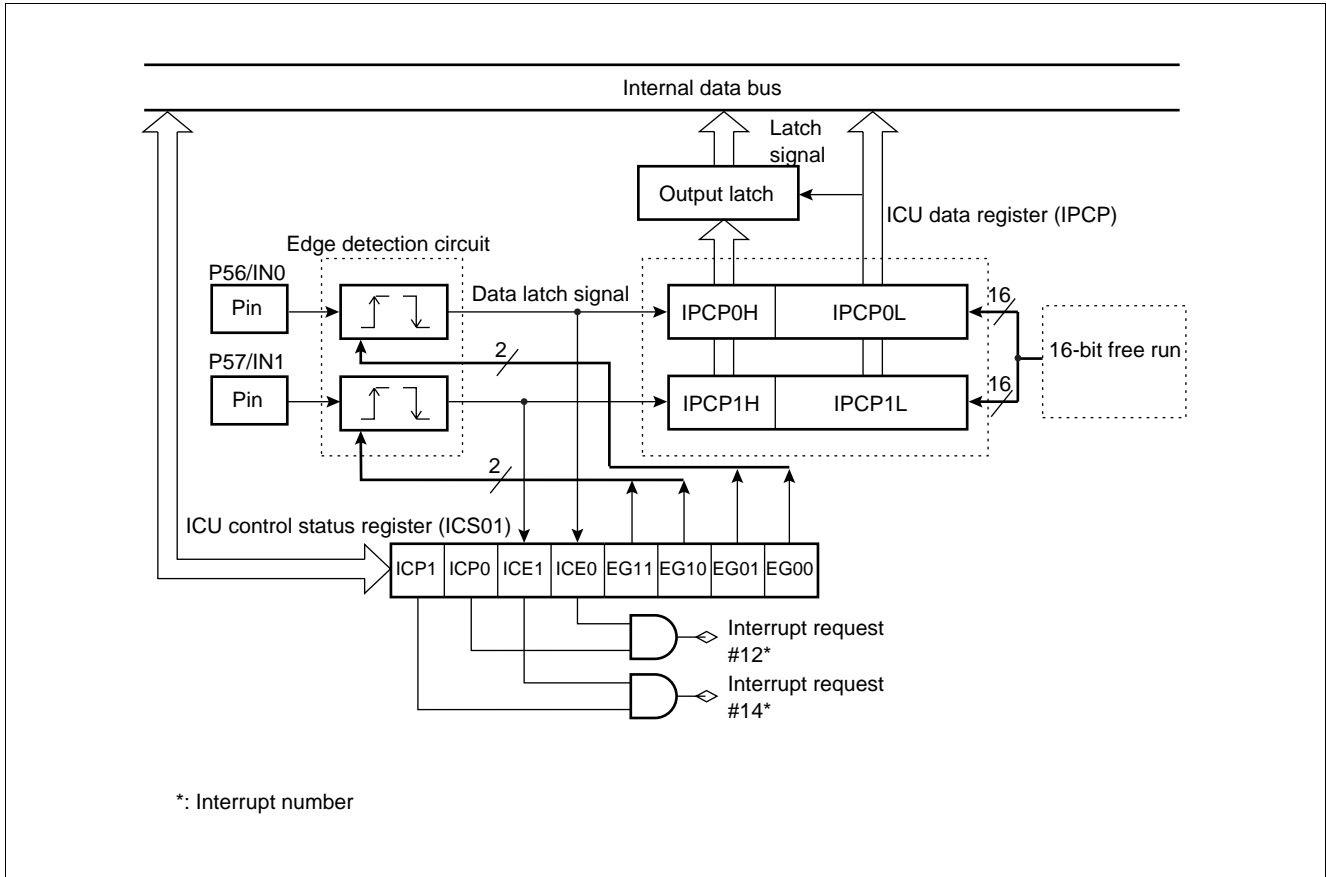 Internal data bus
Latch
signal
Output latch
ICU data register (IPCP)
Edge detection circuit
P56/IN0
Pin
Data latch signal
IPCP0H
IPCP0L
16
2
16-bit free run
P57/IN1
Pin
IPCP1H
IPCP1L
16
2
ICU control status register (ICS01)
ICP1
ICP0
ICE1
ICE0
EG11
EG10
EG01
EG00
Interrupt request
#12*
Interrupt request
#14*
*: Interrupt number